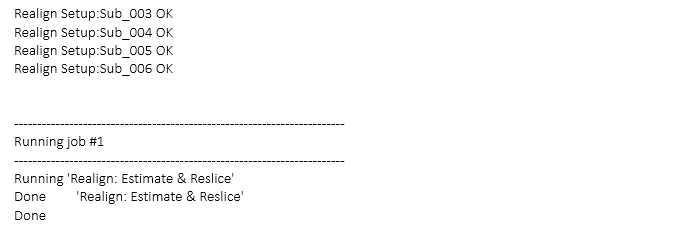 Realign Setup:Sub_003 OK
Realign Setup:Sub_004 OK
Realign Setup:Sub_005 OK
Realign Setup:Sub_006 OK
------------------------------------------------------------------------
Running job #1
------------------------------------------------------------------------
Running 'Realign: Estimate & Reslice'
Done 'Realign: Estimate & Reslice'
Done